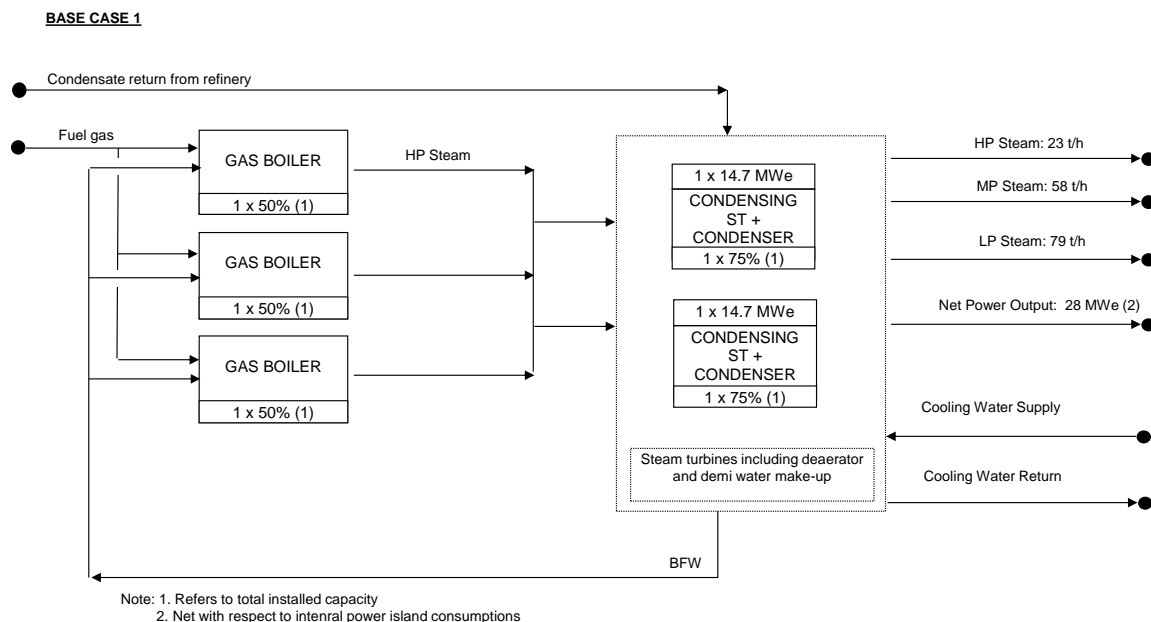 BASE CASE 1
Condensate return from refinery
Fuel gas
GAS BOILER
1 x 50% (1)
HP Steam
GAS BOILER
1 x 50% (1)
GAS BOILER
1 x 50% (1)
1 x 14.7 MWe
CONDENSING
ST +
CONDENSER
1 x 75% (1)
1 x 14.7 MWe
CONDENSING
ST +
CONDENSER
1 x 75% (1)
Steam turbines including deaerator
and demi water make-up
HP Steam: 23 t/h
MP Steam: 58 t/h
LP Steam: 79 t/h
Net Power Output: 28 MWe (2)
Cooling Water Supply
Cooling Water Return
BFW
Note: 1. Refers to total installed capacity
2. Net with respect to intenral power island consumptions